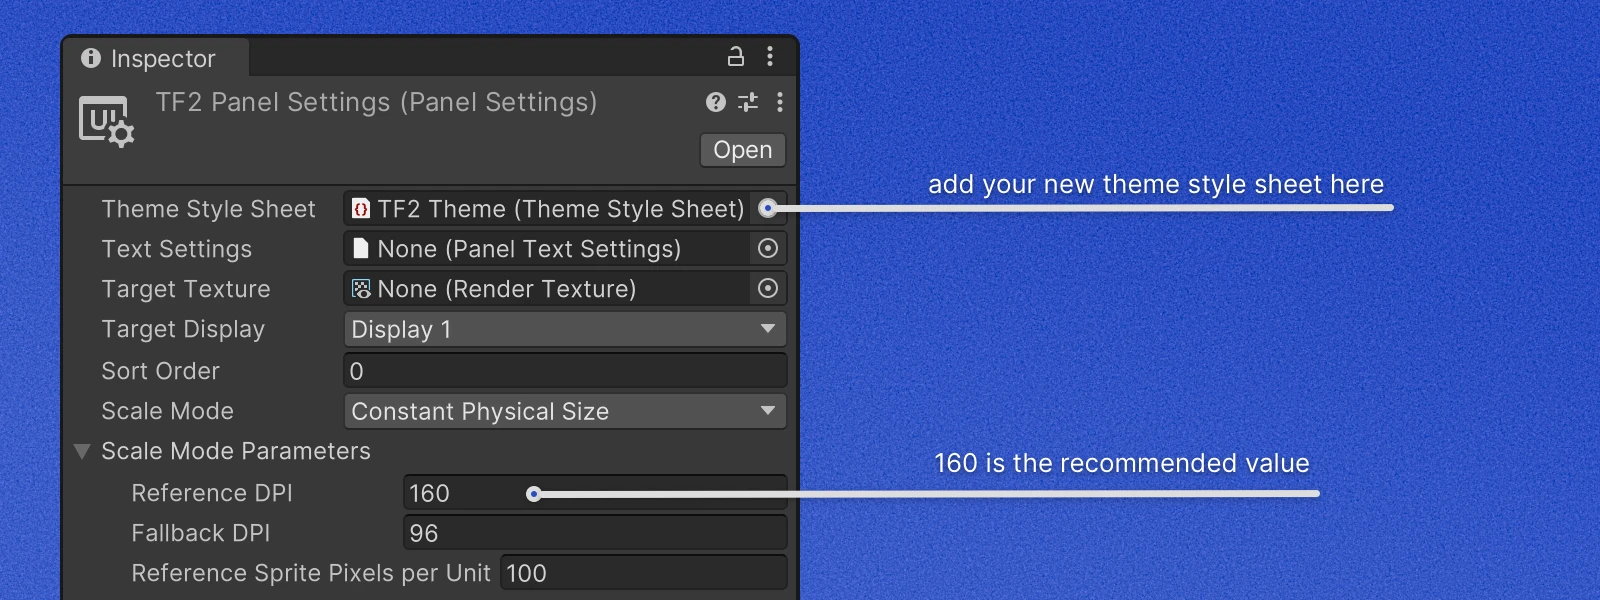 Inspector
TF2 Panel Settings (Panel Settings)
Open
add your new theme style sheet here
Theme Style Sheet TF2 Theme (Theme Style Sheet)
Text Settings None (Panel Text Settings)
Target Texture None (Render Texture)
Target Display Display 1
Sort Order 0
Scale Mode Constant Physical Size
Scale Mode Parameters
160 is the recommended value
Reference DPI 160
Fallback DPI 96
Reference Sprite Pixels per Unit 100